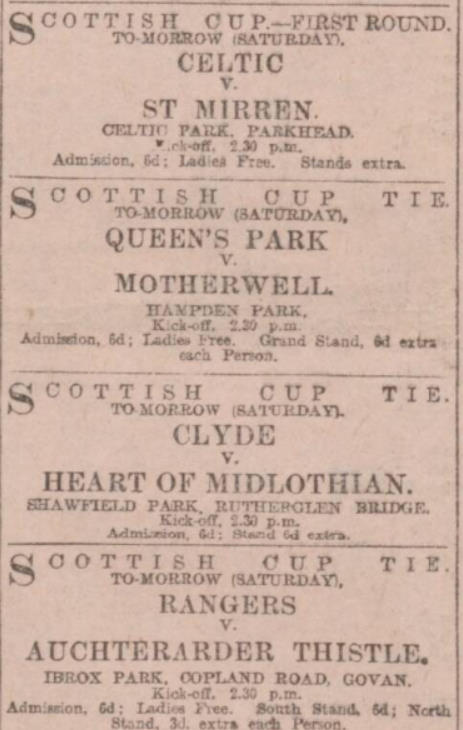 SCOTTISH CUP.—FIRST ROUND.
TO-MORROW (SATURDAY),
CELTIC
V.
ST MIRREN.
CELTIC PARK, PARKHEAD.
Kick-off, 2.30 p.m.
Admission, 6d; Ladies Free. Stands extra.
SCOTTISH CUP TIE.
TO-MORROW (SATURDAY),
QUEEN'S PARK
V.
MOTHERWELL.
HAMPDEN PARK,
Kick-off, 2.30 p.m.
Admission, 6d; Ladies Free. Grand Stand, 6d extra
each Person.
SCOTTISH CUP TIE.
TO-MORROW (SATURDAY).
CLYDE
V.
HEART OF MIDLOTHIAN.
SHAWFIELD PARK, RUTHERGLEN BRIDGE.
Kick-off, 2.30 p.m.
Admission, 6d; Stand 6d extra.
SCOTTISH CUP TIE.
TO-MORROW (SATURDAY),
RANGERS
V.
AUCHTERARDER THISTLE.
IBROX PARK, COPLAND ROAD, GOVAN.
Kick-off, 2.30 p.m.
Admission, 6d; Ladies Free. South Stand, 6d; North
Stand, 3d. extra each Person.